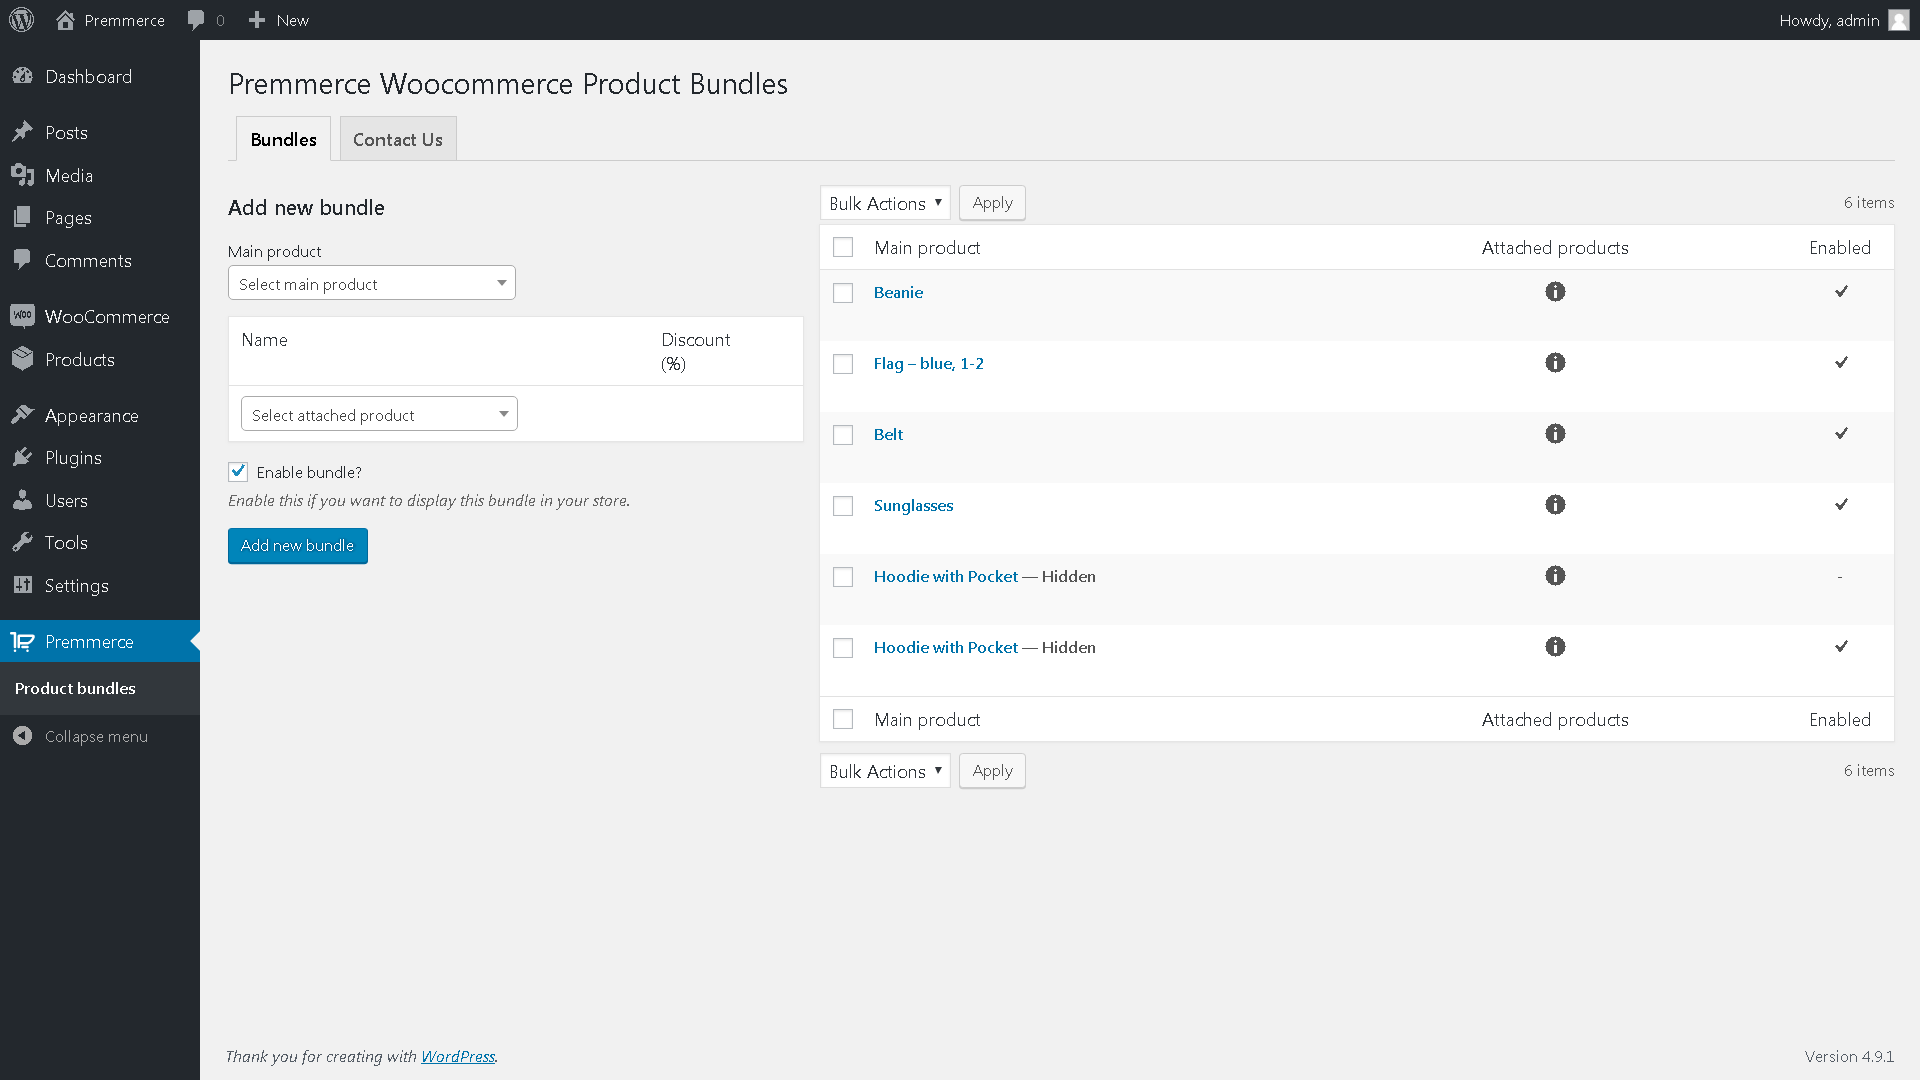 Premmerce
0
New
Howdy, admin
Dashboard
Posts
Media
Pages
Comments
WooCommerce
Products
Appearance
Plugins
Users
Tools
Settings
Premmerce
Product bundles
Collapse menu
Premmerce Woocommerce Product Bundles
Bundles
Contact Us
Add new bundle
Main product
Select main product
Name
Discount
(%)
Select attached product
Enable bundle?
Enable this if you want to display this bundle in your store.
Add new bundle
Bulk Actions
Apply
6 items
Main product
Attached products
Enabled
Beanie
Flag – blue, 1-2
Belt
Sunglasses
Hoodie with Pocket — Hidden
-
Hoodie with Pocket — Hidden
Main product
Attached products
Enabled
Bulk Actions
Apply
6 items
Thank you for creating with WordPress.
Version 4.9.1